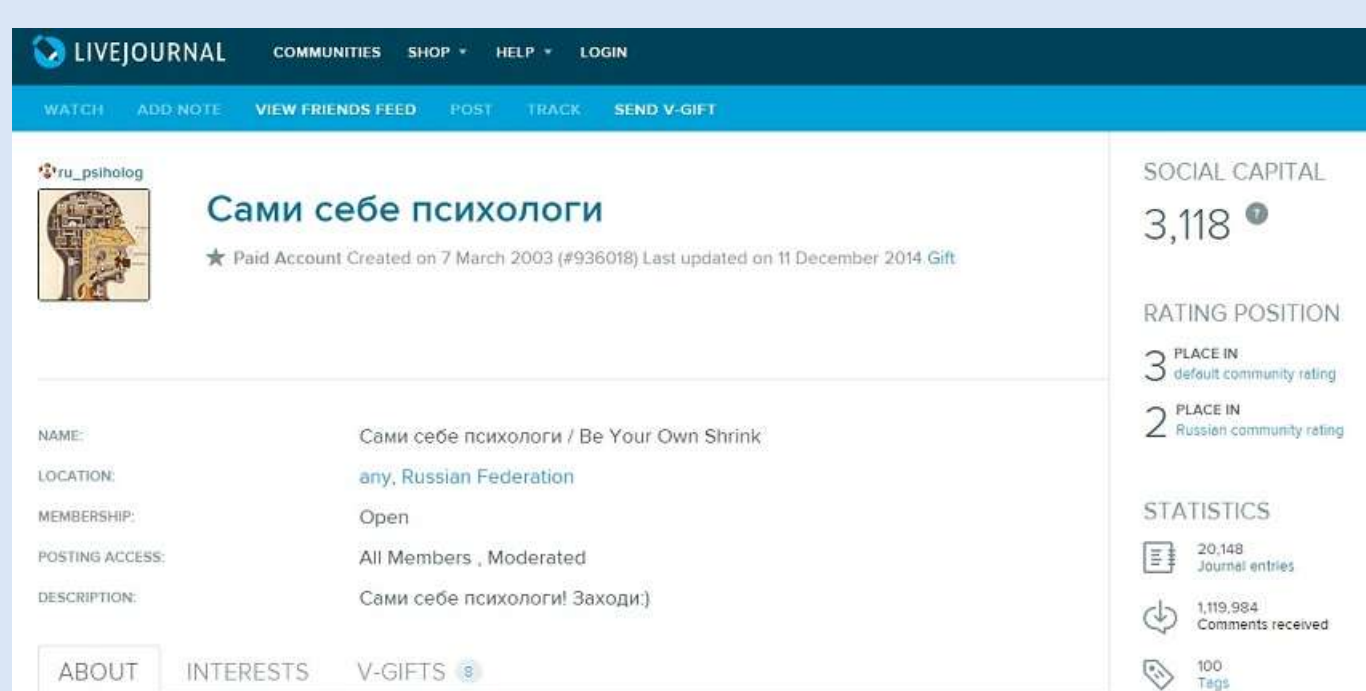 LIVEJOURNAL COMMUNITIES SHOP HELP LOGIN
WATCH ADD NOTE VIEW FRIENDS FEED POST TRACK SEND V-GIFT
ru_psiholog
Сами себе психологи
Paid Account Created on 7 March 2003 (#936018) Last updated on 11 December 2014 Gift
NAME: Сами себе психологи / Be Your Own Shrink
LOCATION: any, Russian Federation
MEMBERSHIP: Open
POSTING ACCESS: All Members , Moderated
DESCRIPTION: Сами себе психологи! Заходи:)
ABOUT INTERESTS V-GIFTS 8
SOCIAL CAPITAL
3,118 ?
RATING POSITION
3 PLACE IN
default community rating
2 PLACE IN
Russian community rating
STATISTICS
20,148
Journal entries
1,119,984
Comments received
100
Tags